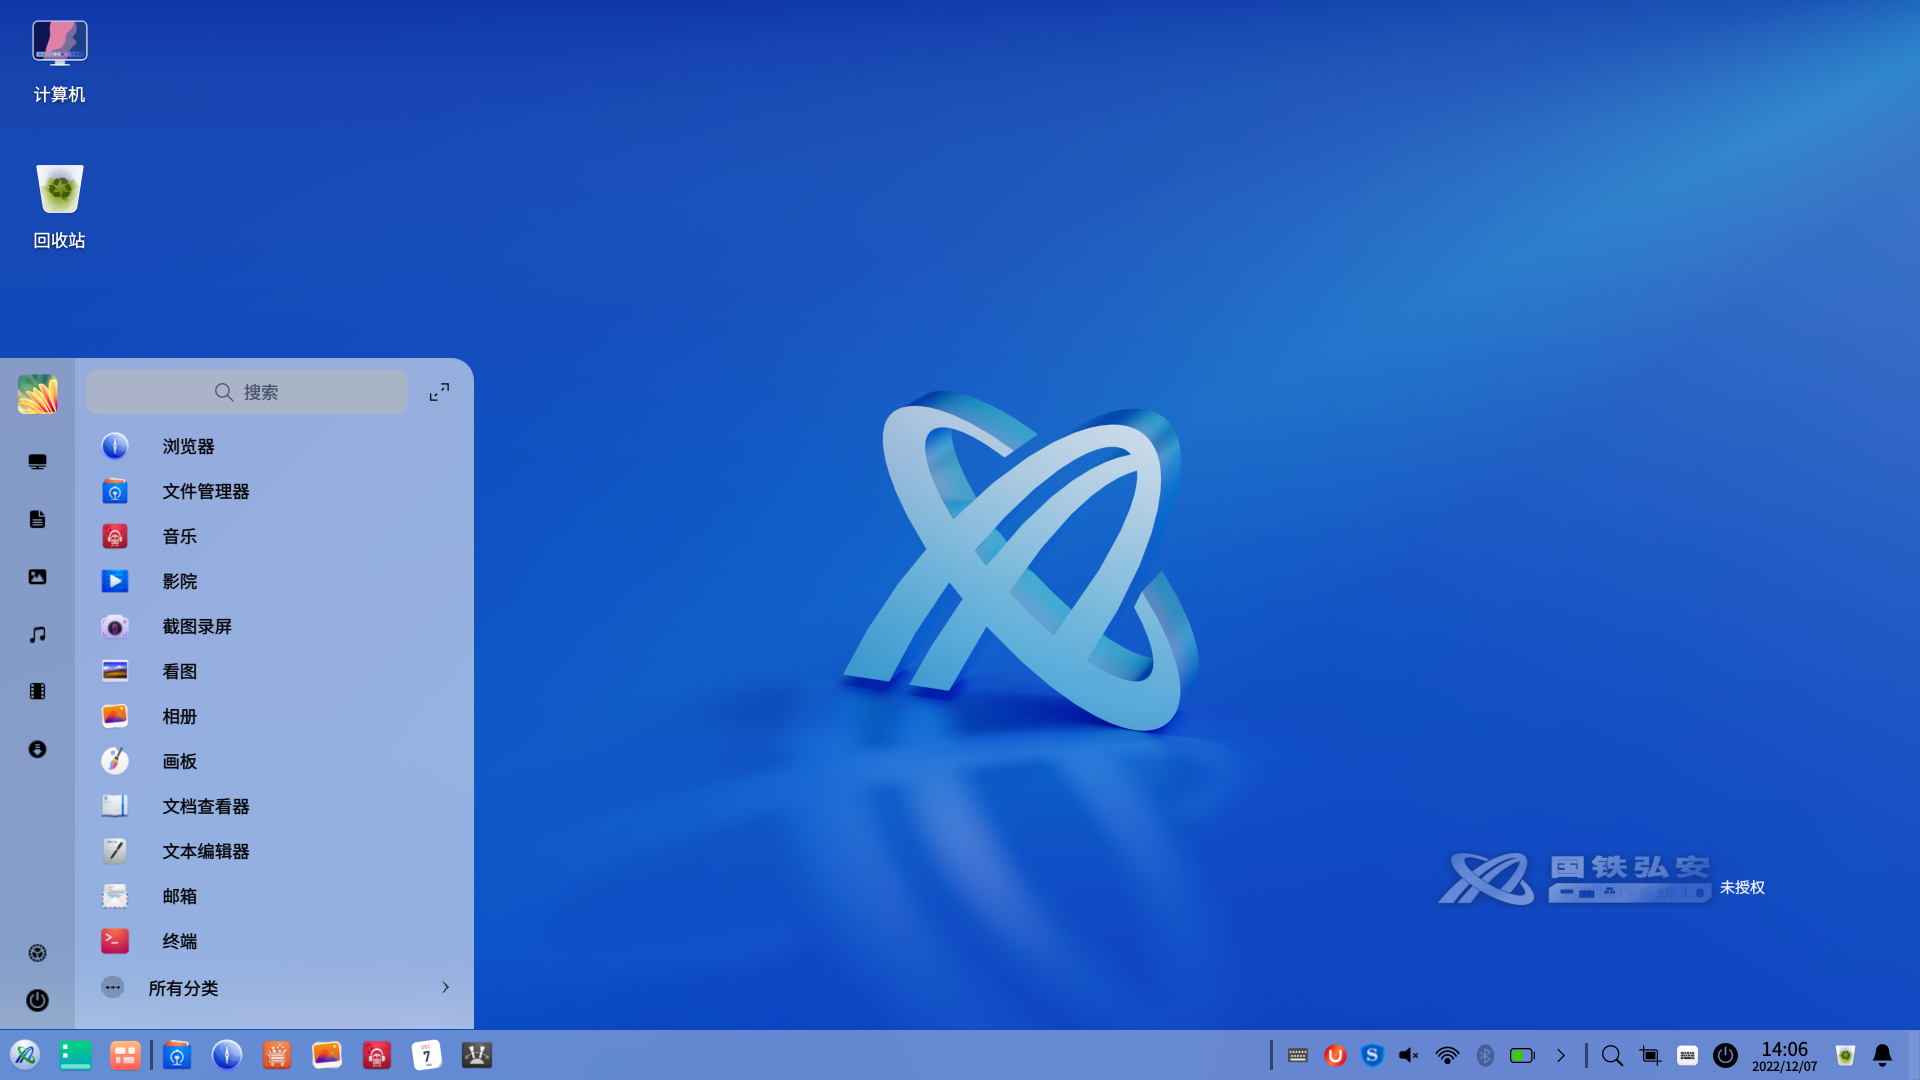 计算机
回收站
搜索
浏览器
文件管理器
音乐
影院
截图录屏
看图
相册
画板
文档查看器
文本编辑器
邮箱
终端
所有分类
国铁弘安
未授权
DEC
7
14:06
2022/12/07